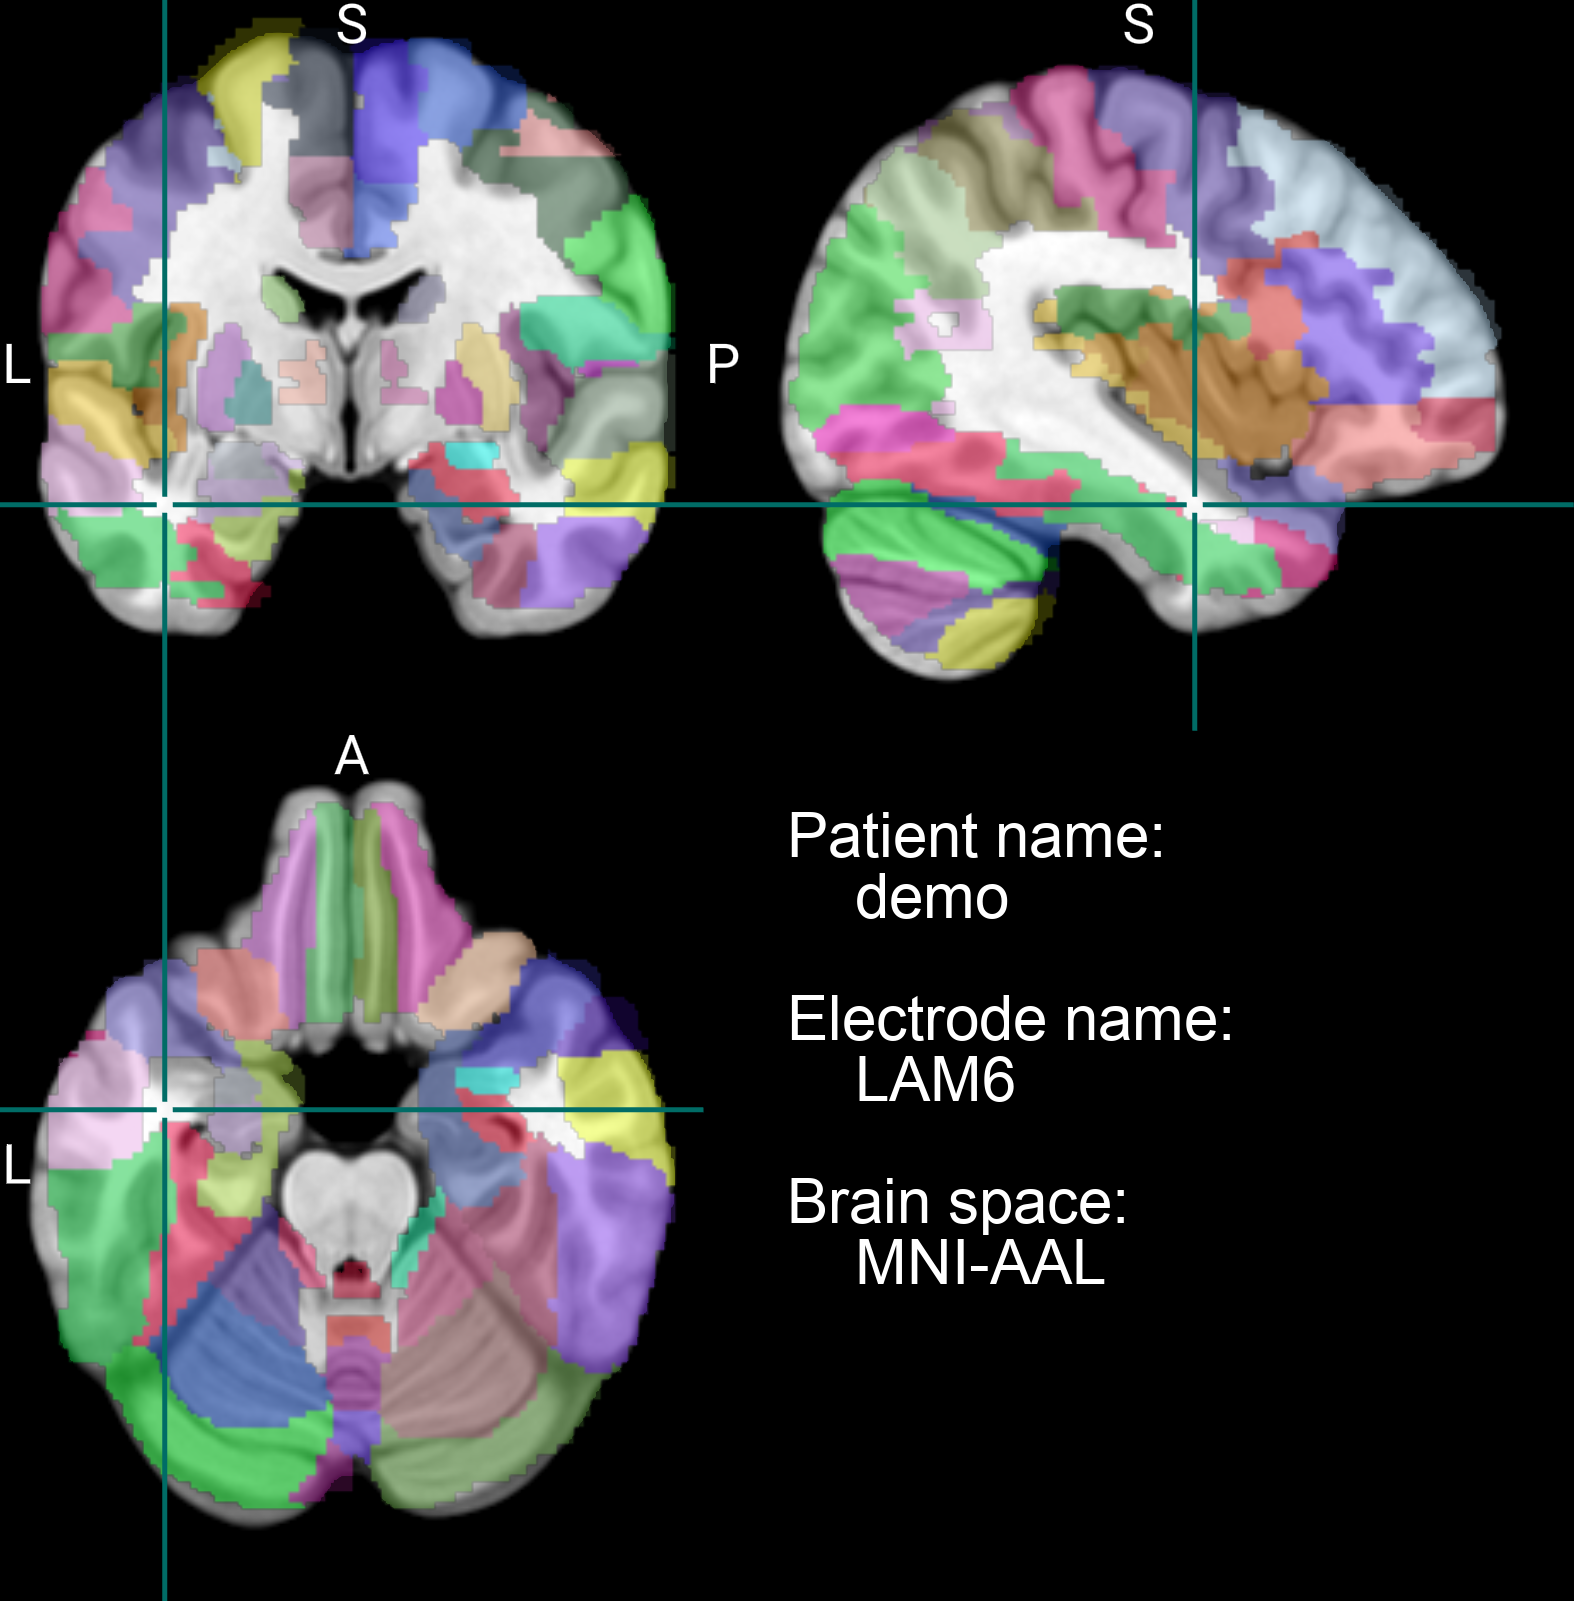 S
S
L
P
A
L
Patient name:
demo
Electrode name:
LAM6
Brain space:
MNI-AAL